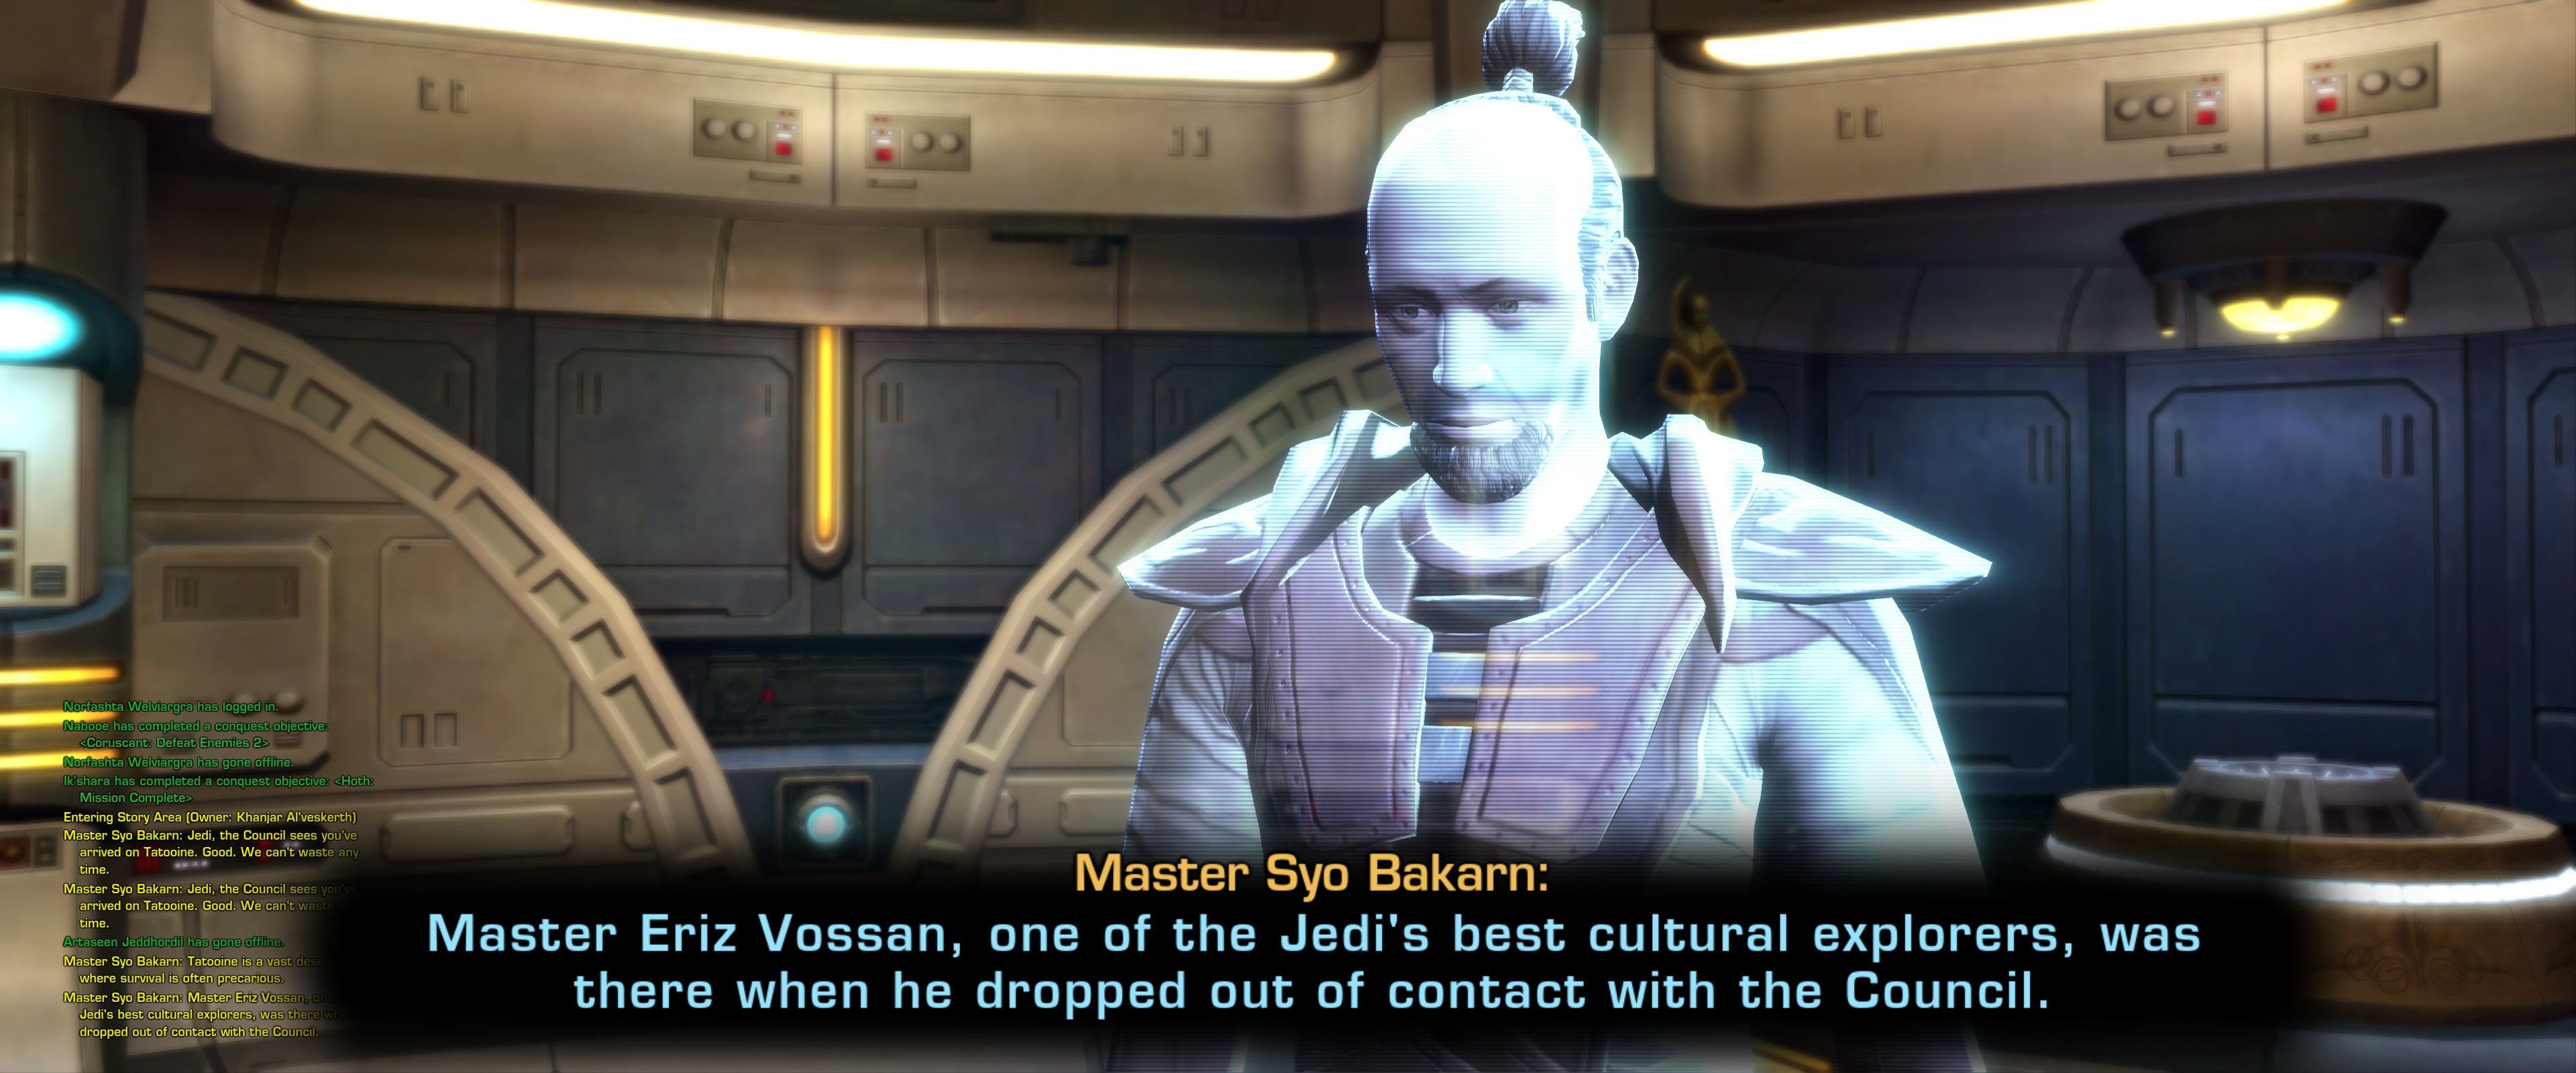 Norfashta Welviargra has logged in.
Nabooe has completed a conquest objective:
<Coruscant: Defeat Enemies 2>
Norfashta Welviargra has gone offline.
Ik'shara has completed a conquest objective: <Hoth:
Mission Complete>
Entering Story Area (Owner: Khanjar Al'veskerth)
Master Syo Bakarn: Jedi, the Council sees you've
arrived on Tatooine. Good. We can't waste any
time.
Master Syo Bakarn: Jedi, the Council sees you've
arrived on Tatooine. Good. We can't waste
time.
Artaseen Jeddhordil has gone offline.
Master Syo Bakarn: Tatooine is a vast
where survival is often precarious.
Master Syo Bakarn: Master Eriz Vossan,
Jedi's best cultural explorers, was there
dropped out of contact with the Council.
Master Syo Bakarn:
Master Eriz Vossan, one of the Jedi's best cultural explorers, was
there when he dropped out of contact with the Council.